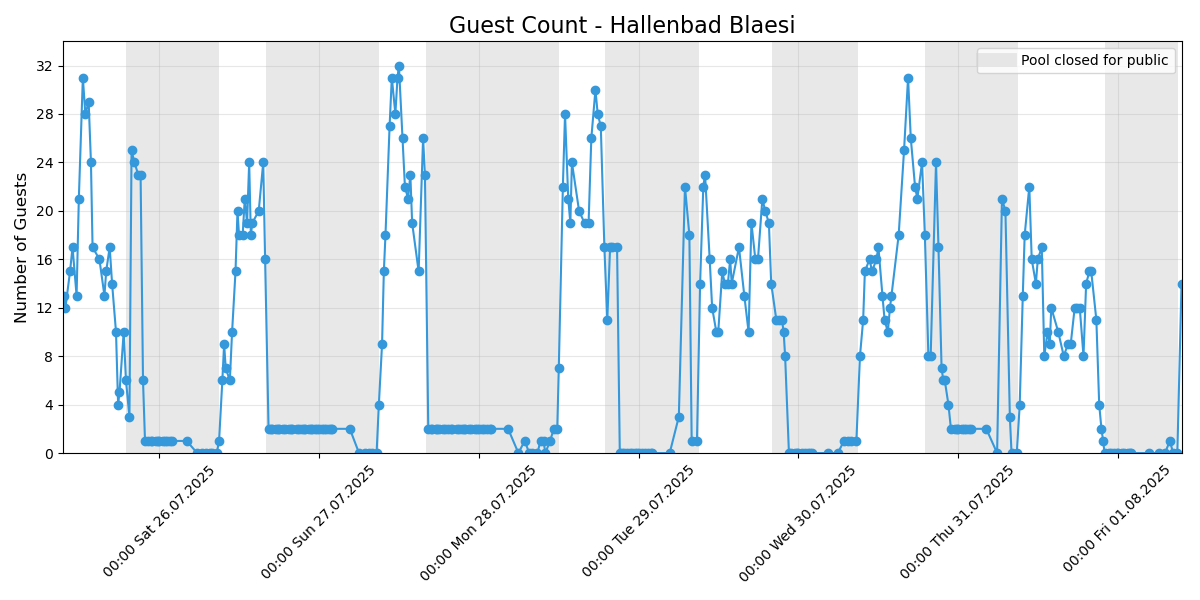 Guest Count - Hallenbad Blaesi
Pool closed for public
Number of Guests
32
28
24
20
16
12
8
4
0
00:00 Sat 26.07.2025
00:00 Sun 27.07.2025
00:00 Mon 28.07.2025
00:00 Tue 29.07.2025
00:00 Wed 30.07.2025
00:00 Thu 31.07.2025
00:00 Fri 01.08.2025